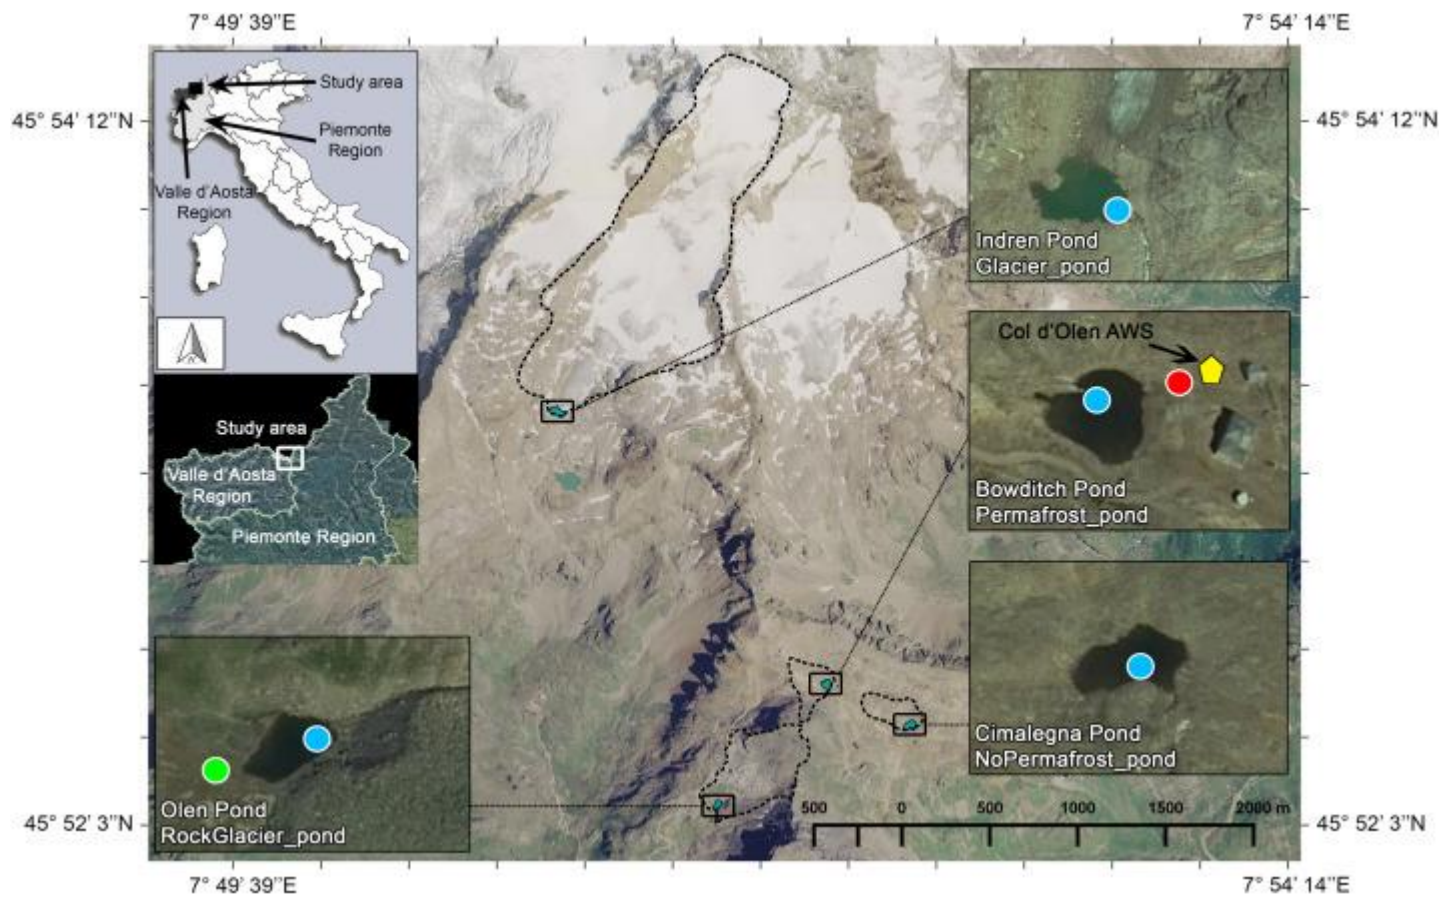 7° 49' 39''E
7° 54' 14''E
45° 54' 12''N
45° 54' 12''N
Study area
Piemonte
Region
Valle d'Aosta
Region
N
Study area
Valle d'Aosta
Region
Piemonte Region
Indren Pond
Glacier_pond
Col d'Olen AWS
Bowditch Pond
Permafrost_pond
Cimalegna Pond
NoPermafrost_pond
Olen Pond
RockGlacier_pond
500 0 500 1000 1500 2000 m
45° 52' 3''N
45° 52' 3''N
7° 49' 39''E
7° 54' 14''E